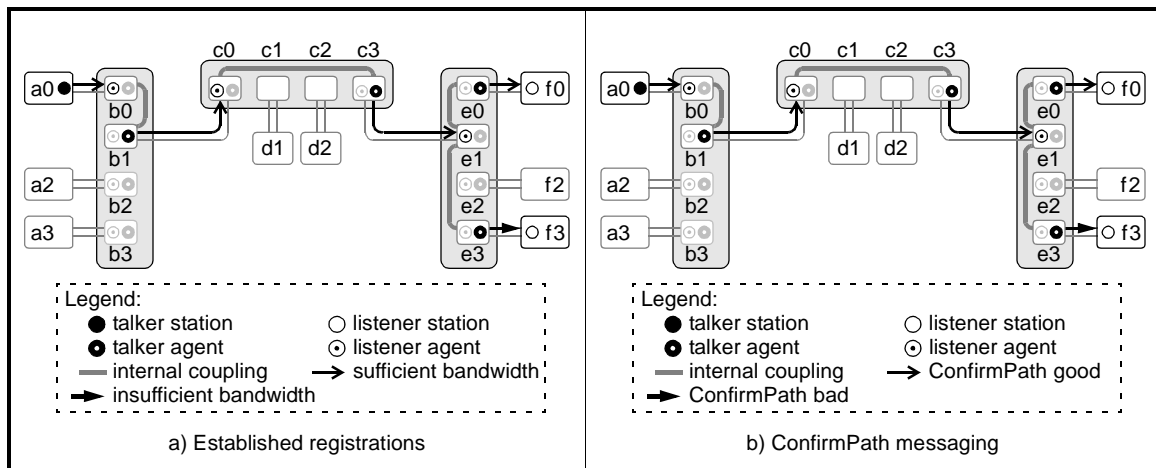 c0 c1 c2 c3
a0 f0
b0 e0
b1 d1 d2 e1
a2 f2
b2 e2
a3 f3
b3 e3
Legend:
talker station listener station
talker agent listener agent
internal coupling sufficient bandwidth
insufficient bandwidth
a) Established registrations
c0 c1 c2 c3
a0 f0
b0 e0
b1 d1 d2 e1
a2 f2
b2 e2
a3 f3
b3 e3
Legend:
talker station listener station
talker agent listener agent
internal coupling ConfirmPath good
ConfirmPath bad
b) ConfirmPath messaging